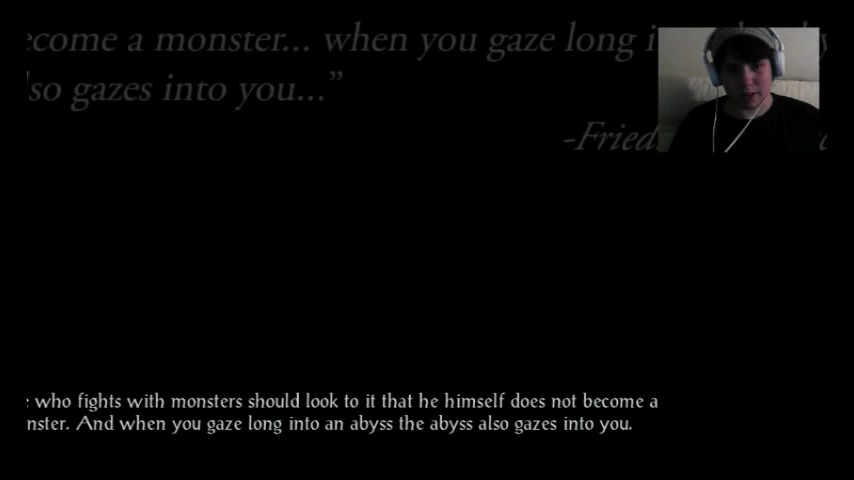 ecome a monster... when you gaze long
so gazes into you...”
-Fried
who fights with monsters should look to it that he himself does not become a
nster. And when you gaze long into an abyss the abyss also gazes into you.